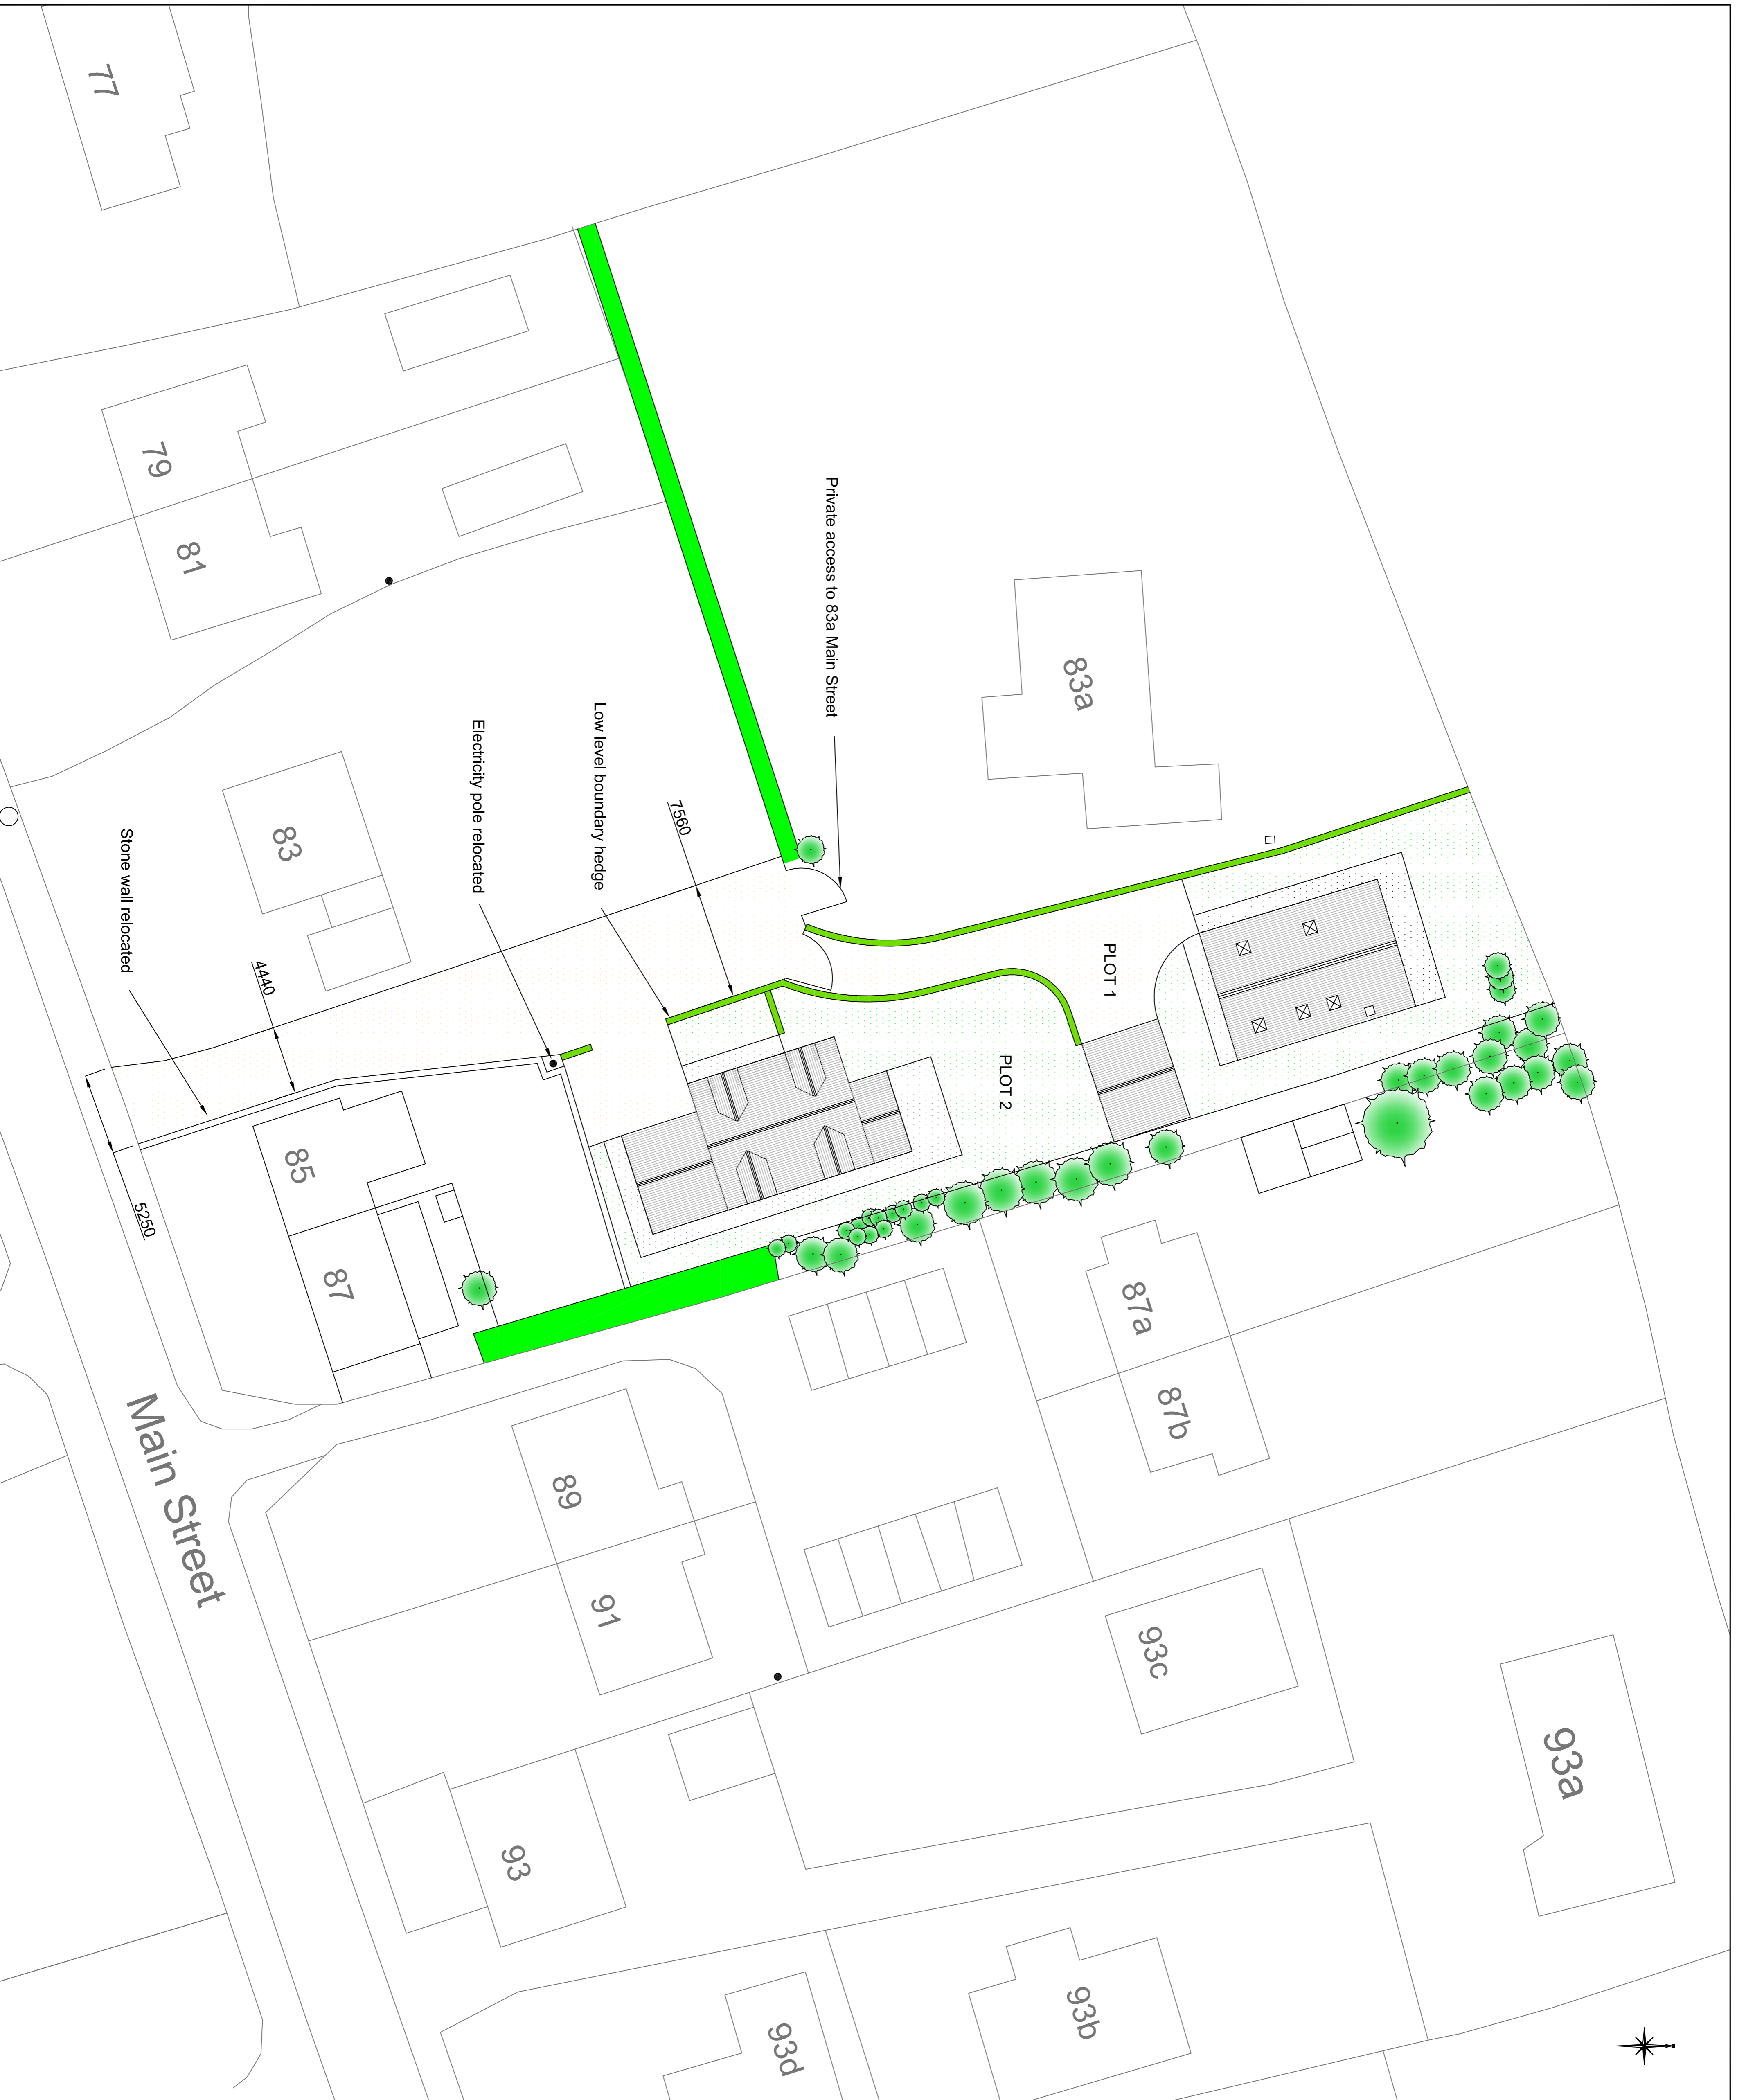 77
79
81
83
83a
Private access to 83a Main Street
Low level boundary hedge
Electricity pole relocated
Stone wall relocated
7560
4440
5250
PLOT 1
PLOT 2
85
87
87a
87b
89
91
Main Street
93c
93a
93
93b
93d